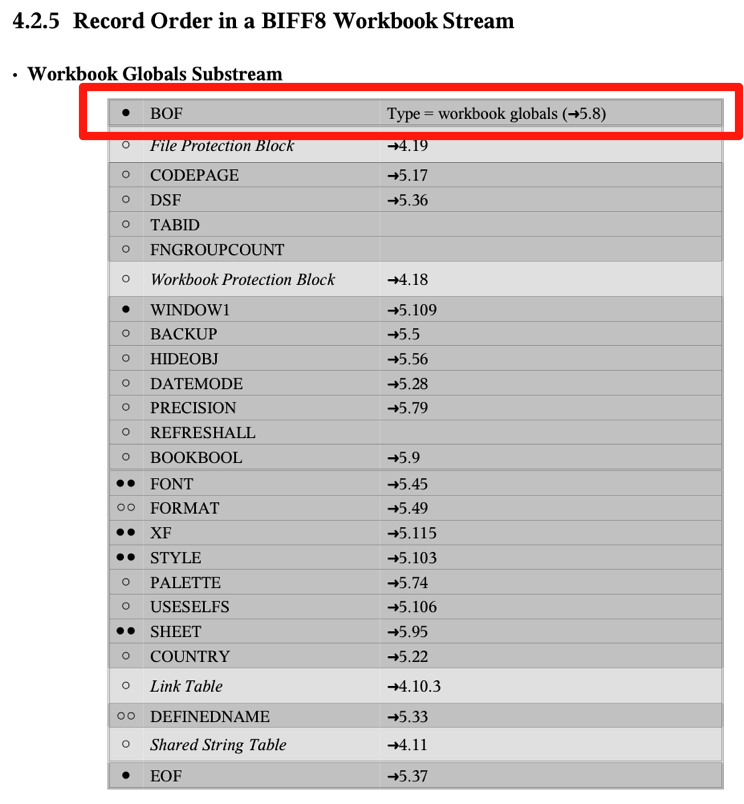 4.2.5 Record Order in a BIFF8 Workbook Stream
• Workbook Globals Substream
● BOF Type = workbook globals (➜5.8)
○ File Protection Block ➜4.19
○ CODEPAGE ➜5.17
○ DSF ➜5.36
○ TABID
○ FNGROUPCOUNT
○ Workbook Protection Block ➜4.18
● WINDOW1 ➜5.109
○ BACKUP ➜5.5
○ HIDEOBJ ➜5.56
○ DATEMODE ➜5.28
○ PRECISION ➜5.79
○ REFRESHALL
○ BOOKBOOL ➜5.9
●● FONT ➜5.45
○○ FORMAT ➜5.49
●● XF ➜5.115
●● STYLE ➜5.103
○ PALETTE ➜5.74
○ USESELFS ➜5.106
●● SHEET ➜5.95
○ COUNTRY ➜5.22
○ Link Table ➜4.10.3
○○ DEFINEDNAME ➜5.33
○ Shared String Table ➜4.11
● EOF ➜5.37